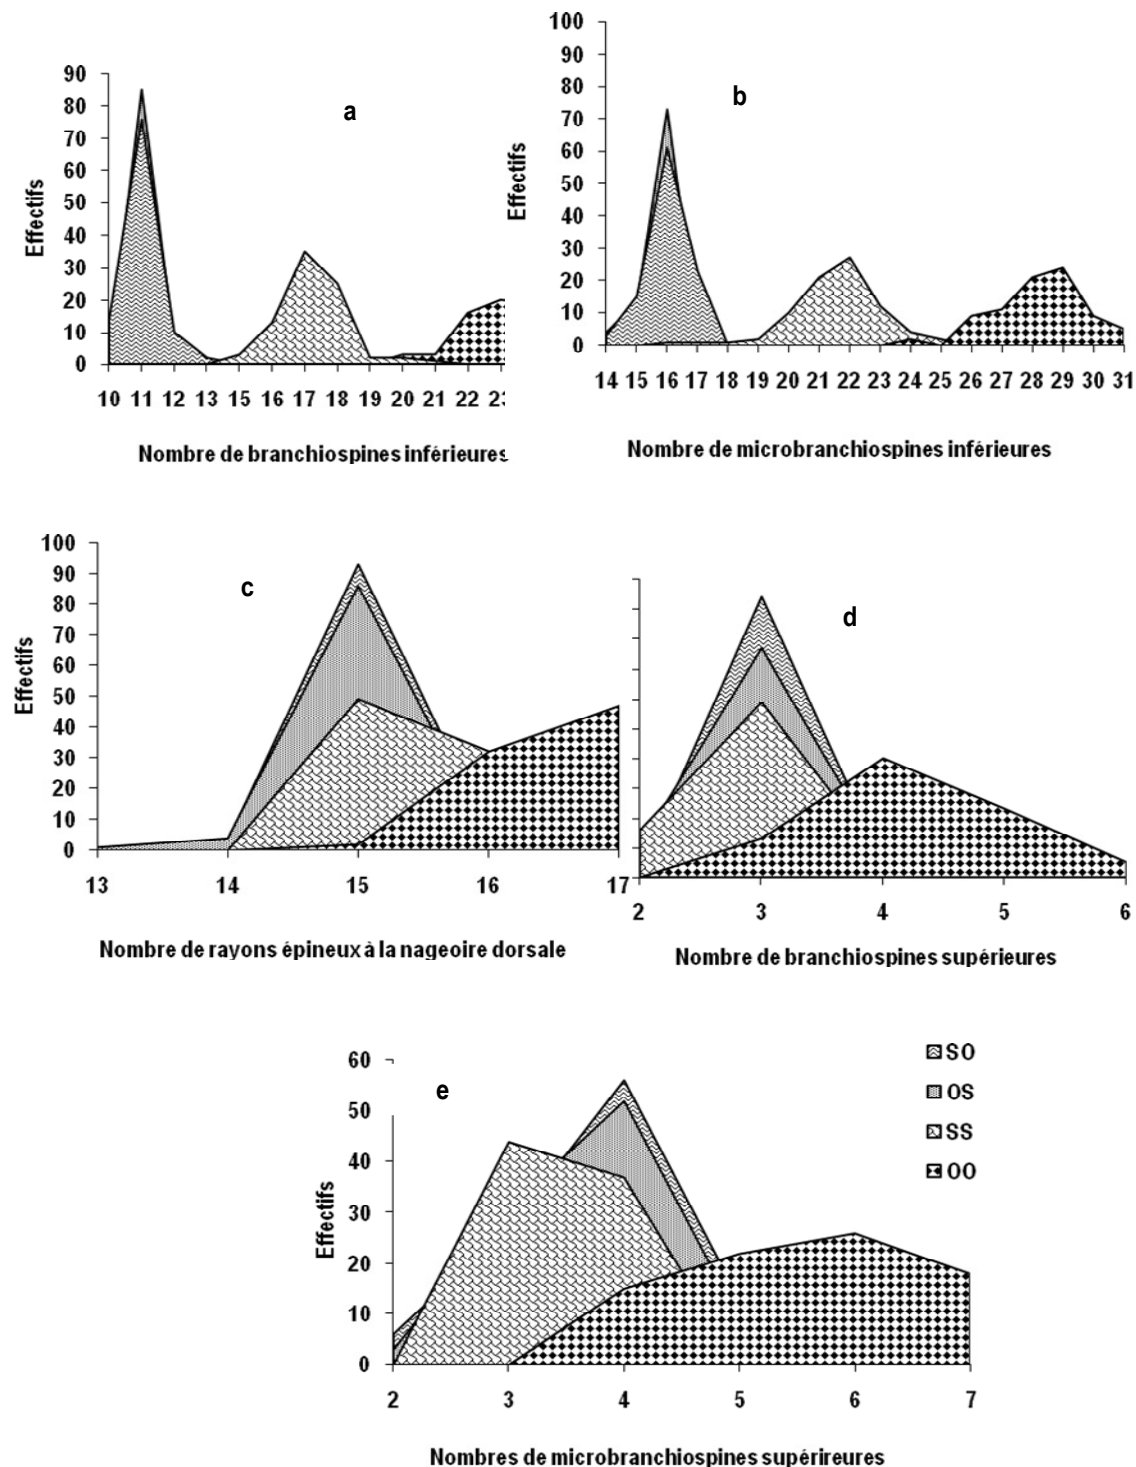 a
90
80
70
60
50
40
30
20
10
0
Effectifs
10 11 12 13 15 16 17 18 19 20 21 22 23
Nombre de branchiospines inférieures
b
100
90
80
70
60
50
40
30
20
10
0
Effectifs
14 15 16 17 18 19 20 21 22 23 24 25 26 27 28 29 30 31
Nombre de microbranchiospines inférieures
c
100
90
80
70
60
50
40
30
20
10
0
Effectifs
13 14 15 16 17
Nombre de rayons épineux à la nageoire dorsale
d
2 3 4 5 6
Nombre de branchiospines supérieures
e
60
50
40
30
20
10
0
Effectifs
2 3 4 5 6 7
Nombres de microbranchiospines supérireures
SO
OS
SS
OO